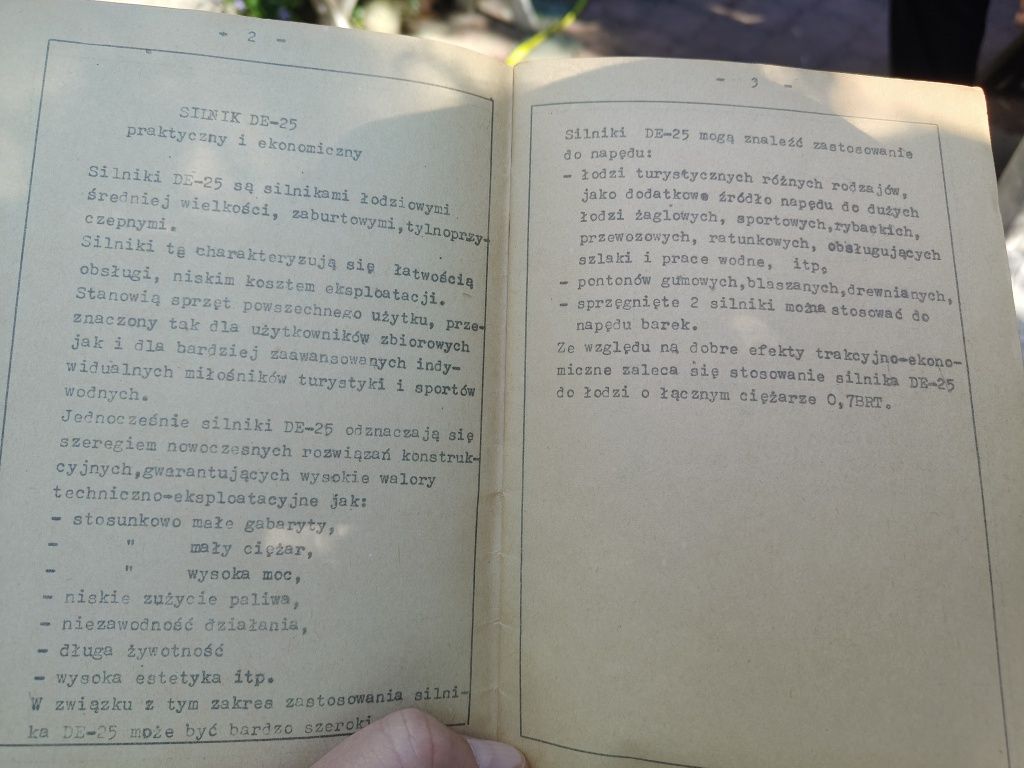 - 2 -
SILNIK DE-25
praktyczny i ekonomiczny
Silniki DE-25 są silnikami łodziowymi
średniej wielkości, zaburtowymi,tylnoprzy-
czepnymi.
Silniki tę charakteryzują się łatwością
obsługi, niskim kosztem eksploatacji.
Stanowią sprzęt powszechnego użytku, prze-
znaczony tak dla użytkowników zbiorowych
jak i dla bardziej zaawansowanych indy-
widualnych miłośników turystyki i sportów
wodnych.
Jednocześnie silniki DE-25 odznaczają się
szeregiem nowoczesnych rozwiązań konstruk-
cyjnych,gwarantujących wysokie walory
techniczno-eksploatacyjne jak:
- stosunkowo małe gabaryty,
- " mały ciężar,
- " wysoka moc,
- niskie zużycie paliwa,
- niezawodność działania,
- długa żywotność
- wysoka estetyka itp.
W związku z tym zakres zastosowania silni-
ka DE-25 może być bardzo szeroki
- 3 -
Silniki DE-25 mogą znaleźć zastosowanie
do napędu:
- łodzi turystycznych różnych rodzajów,
jako dodatkowe źródło napędu do dużych
łodzi żaglowych, sportowych,rybackich,
przewozowych, ratunkowych, obsługujących
szlaki i prace wodne, itp.
- pontonów gumowych,blaszanych,drewnianych,
- sprzęgnięte 2 silniki można stosować do
napędu barek.
Ze względu na dobre efekty trakcyjno-ekono-
miczne zaleca się stosowanie silnika DE-25
do łodzi o łącznym ciężarze 0,7BRT.